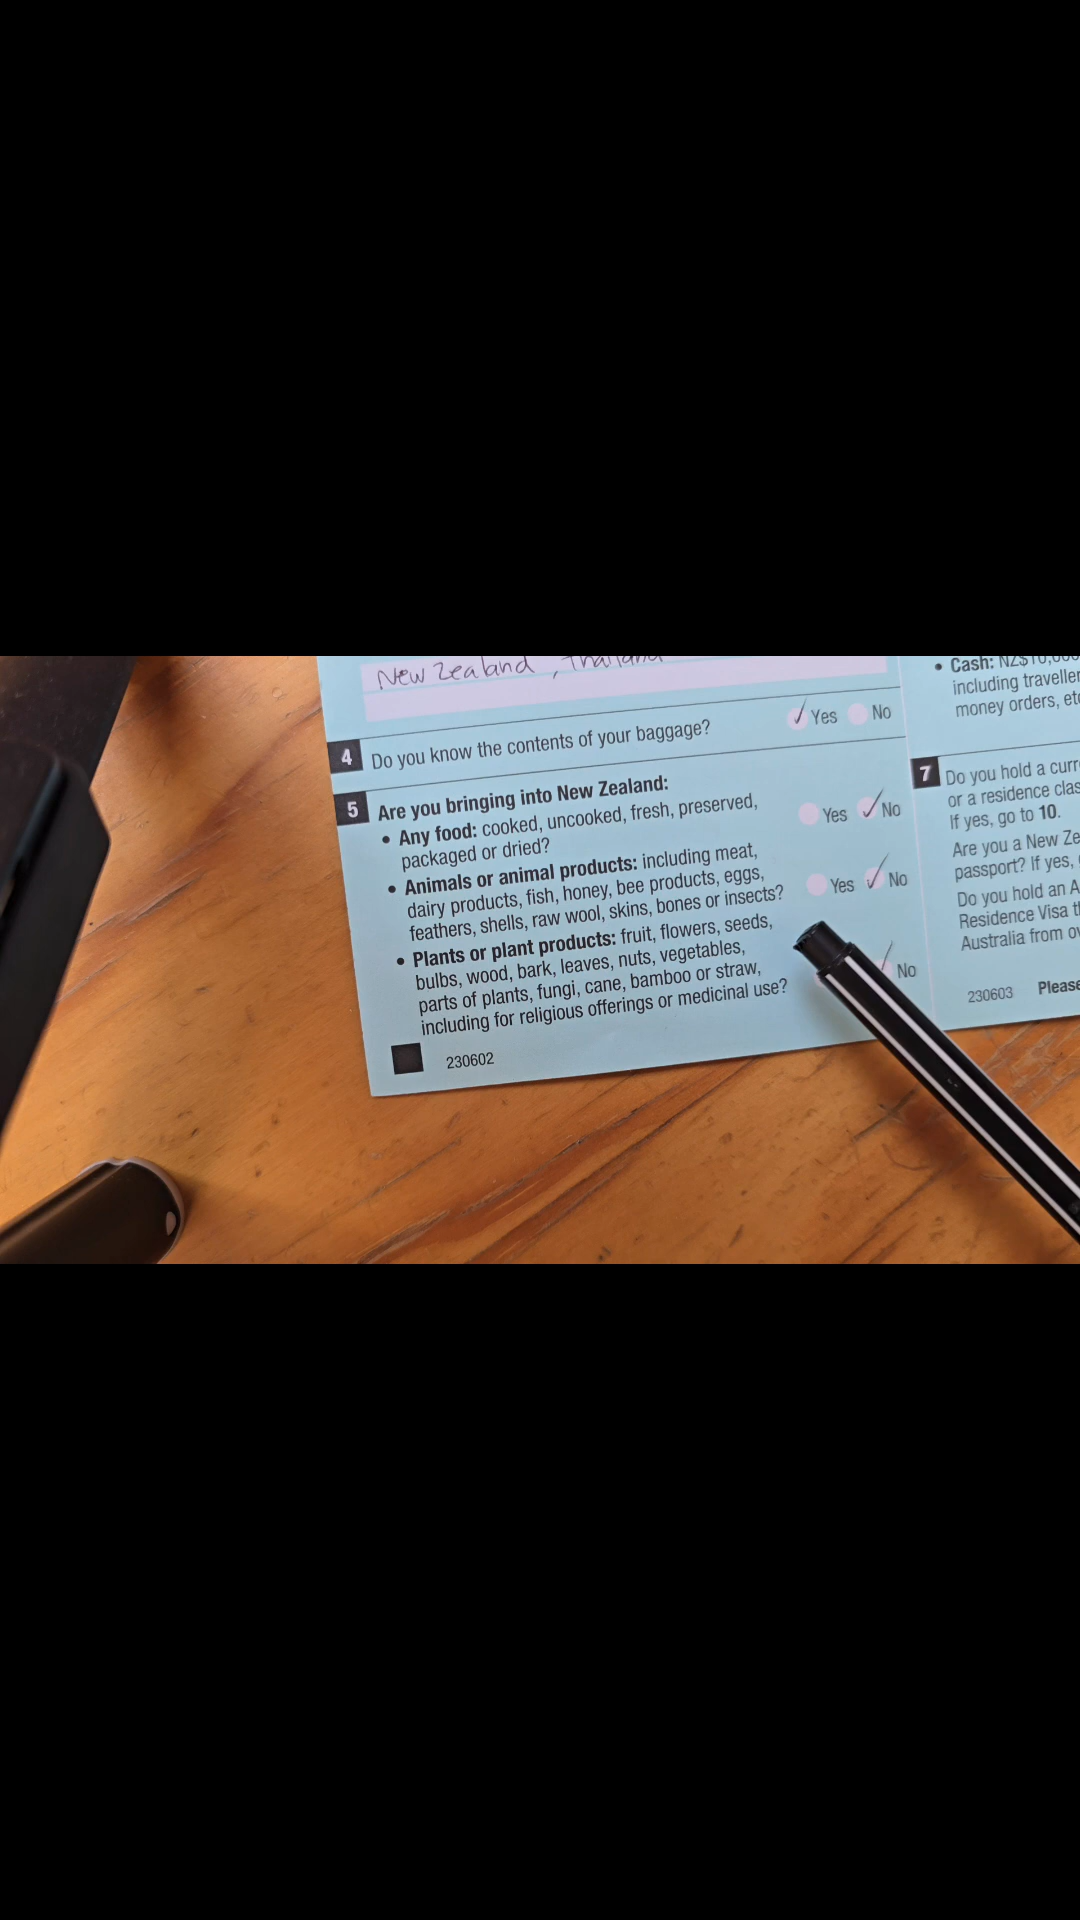 New Zealand, Thailand
4 Do you know the contents of your baggage? Yes No
5 Are you bringing into New Zealand:
• Any food: cooked, uncooked, fresh, preserved,
packaged or dried? Yes No
• Animals or animal products: including meat,
dairy products, fish, honey, bee products, eggs,
feathers, shells, raw wool, skins, bones or insects? Yes No
• Plants or plant products: fruit, flowers, seeds,
bulbs, wood, bark, leaves, nuts, vegetables,
parts of plants, fungi, cane, bamboo or straw,
including for religious offerings or medicinal use? No
230602
• Cash:
including
money orders,
7 Do you hold a
or a residence
If yes, go to 10.
Are you a New
passport? If yes,
Do you hold an
Residence Visa
Australia from
230603 Please